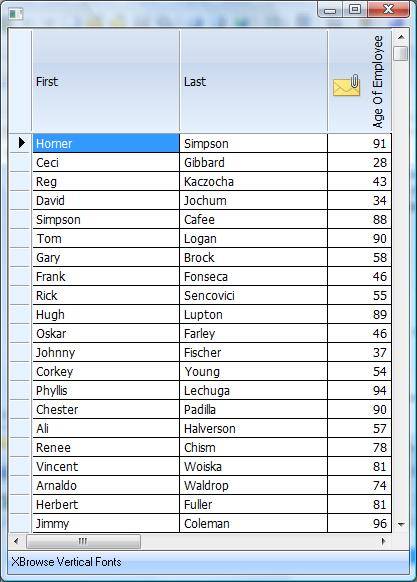 First Last Age Of Employee
Homer Simpson 91
Ceci Gibbard 28
Reg Kaczocha 43
David Jochum 34
Simpson Cafee 88
Tom Logan 90
Gary Brock 58
Frank Fonseca 46
Rick Sencovici 55
Hugh Lupton 89
Oskar Farley 46
Johnny Fischer 37
Corkey Young 54
Phyllis Lechuga 94
Chester Padilla 90
Ali Halverson 57
Renee Chism 78
Vincent Woiska 81
Arnaldo Waldrop 74
Herbert Fuller 81
Jimmy Coleman 96
XBrowse Vertical Fonts